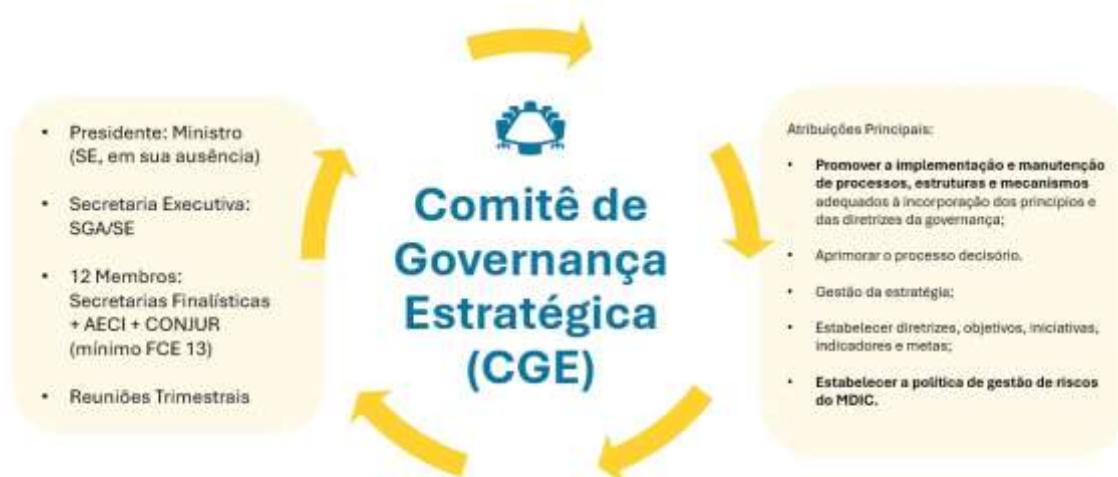 • Presidente: Ministro
(SE, em sua ausência)
• Secretaria Executiva:
SGA/SE
• 12 Membros:
Secretarias Finalísticas
+ AECI + CONJUR
(mínimo FCE 13)
• Reuniões Trimestrais
Comitê de
Governança
Estratégica
(CGE)
Atribuições Principais:
• Promover a implementação e manutenção
de processos, estruturas e mecanismos
adequados à incorporação dos princípios e
das diretrizes da governança;
• Aprimorar o processo decisório.
• Gestão da estratégia;
• Estabelecer diretrizes, objetivos, iniciativas,
indicadores e metas;
• Estabelecer a política de gestão de riscos
do MDIC.